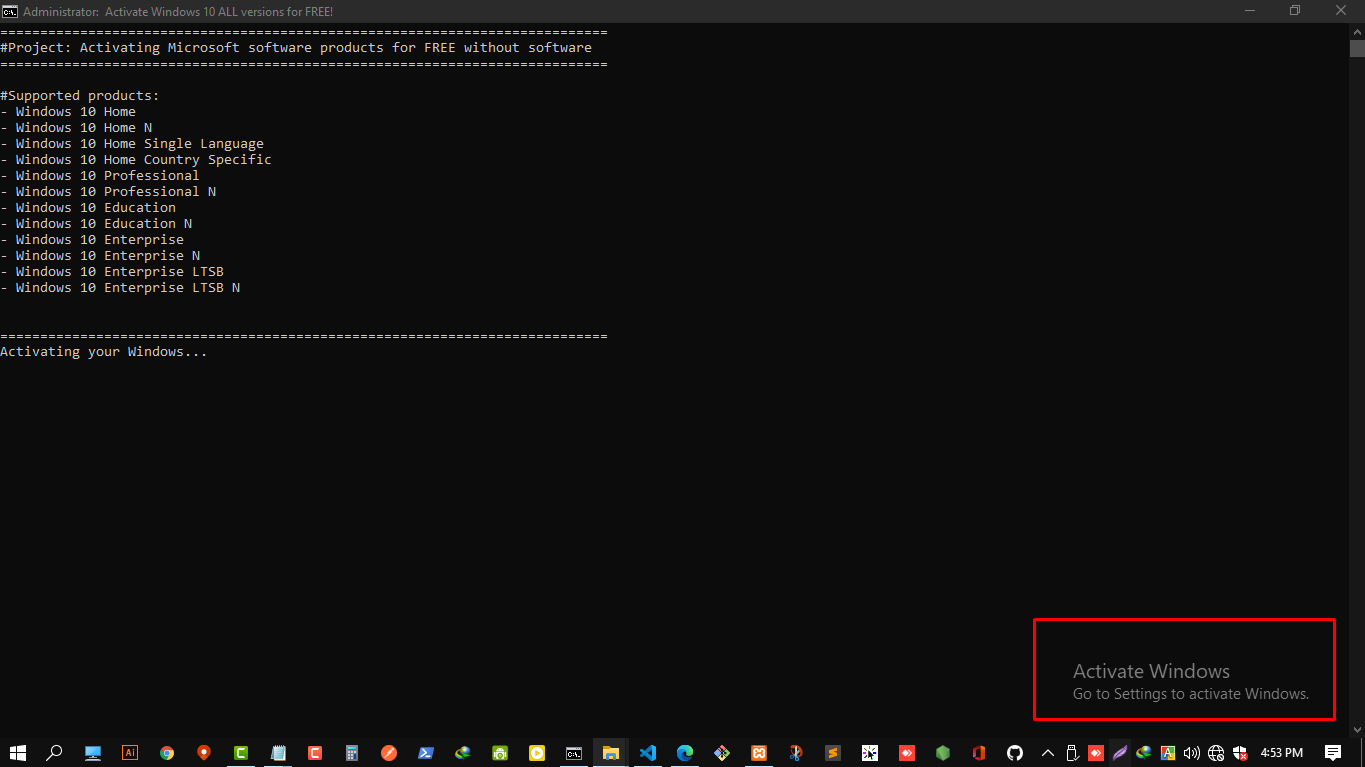 Administrator:  Activate Windows 10 ALL versions for FREE!
============================================================================
#Project: Activating Microsoft software products for FREE without software
============================================================================
#Supported products:
- Windows 10 Home
- Windows 10 Home N
- Windows 10 Home Single Language
- Windows 10 Home Country Specific
- Windows 10 Professional
- Windows 10 Professional N
- Windows 10 Education
- Windows 10 Education N
- Windows 10 Enterprise
- Windows 10 Enterprise N
- Windows 10 Enterprise LTSB
- Windows 10 Enterprise LTSB N
============================================================================
Activating your Windows...
Activate Windows
Go to Settings to activate Windows.
4:53 PM